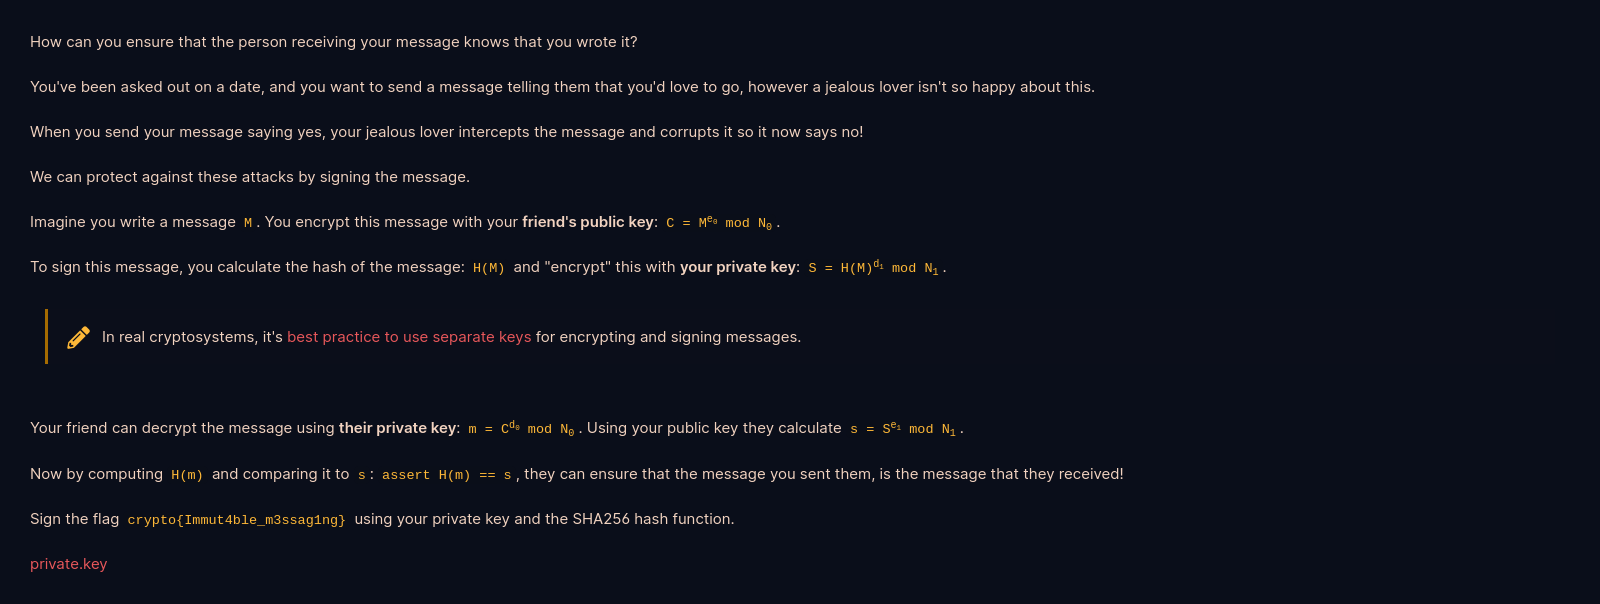 How can you ensure that the person receiving your message knows that you wrote it?
You've been asked out on a date, and you want to send a message telling them that you'd love to go, however a jealous lover isn't so happy about this.
When you send your message saying yes, your jealous lover intercepts the message and corrupts it so it now says no!
We can protect against these attacks by signing the message.
Imagine you write a message M. You encrypt this message with your friend's public key: C = M^e₀ mod N₀.
To sign this message, you calculate the hash of the message: H(M) and "encrypt" this with your private key: S = H(M)^d₁ mod N₁.
In real cryptosystems, it's best practice to use separate keys for encrypting and signing messages.
Your friend can decrypt the message using their private key: m = C^d₀ mod N₀. Using your public key they calculate s = S^e₁ mod N₁.
Now by computing H(m) and comparing it to s: assert H(m) == s, they can ensure that the message you sent them, is the message that they received!
Sign the flag crypto{Immut4ble_m3ssag1ng} using your private key and the SHA256 hash function.
private.key